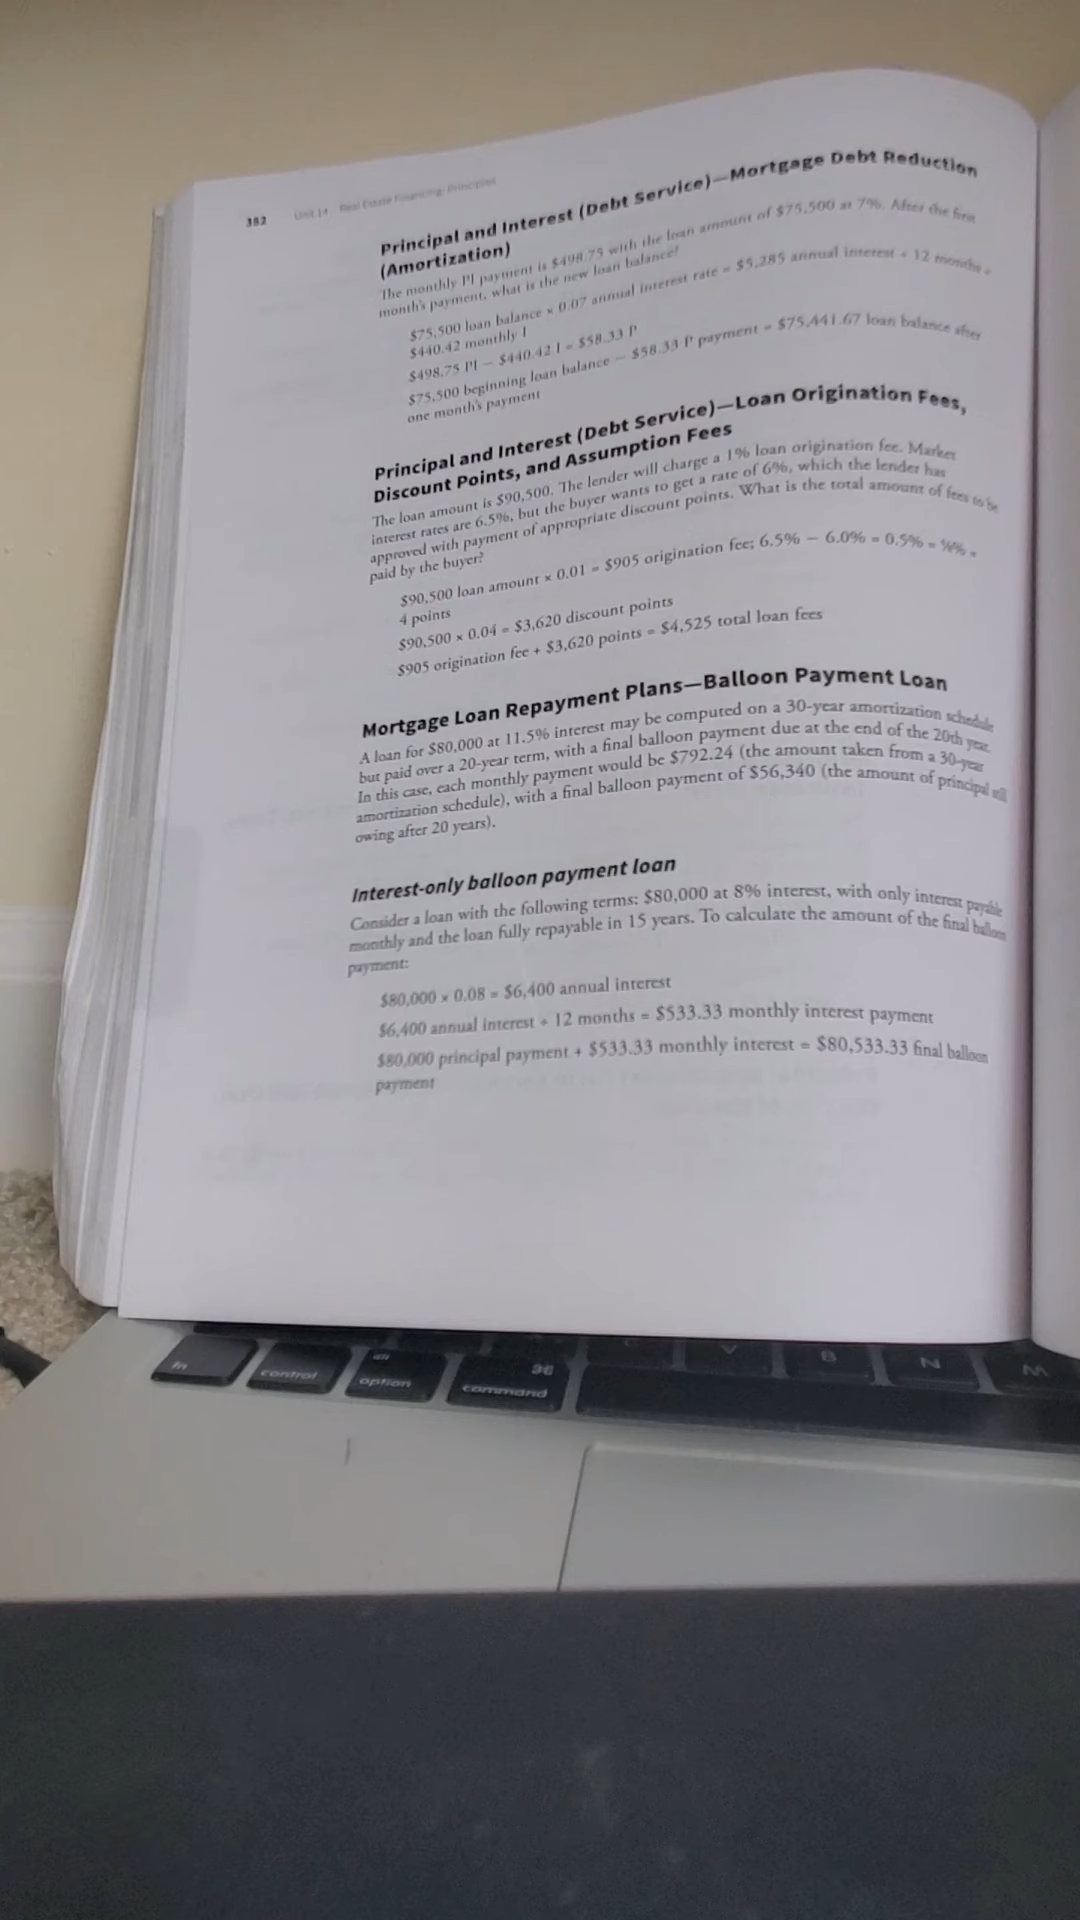 382 Unit 14 Real Estate Financing: Principles
Principal and Interest (Debt Service)—Mortgage Debt Reduction
(Amortization)
The monthly PI payment is $498.75 with the loan amount of $75,500 at 7%. After the first
month's payment, what is the new loan balance?
$75,500 loan balance × 0.07 annual interest rate = $5,285 annual interest ÷ 12 months =
$440.42 monthly I
$498.75 PI − $440.42 I = $58.33 P
$75,500 beginning loan balance − $58.33 P payment = $75,441.67 loan balance after
one month's payment
Principal and Interest (Debt Service)—Loan Origination Fees,
Discount Points, and Assumption Fees
The loan amount is $90,500. The lender will charge a 1% loan origination fee. Market
interest rates are 6.5%, but the buyer wants to get a rate of 6%, which the lender has
approved with payment of appropriate discount points. What is the total amount of fees to be
paid by the buyer?
$90,500 loan amount × 0.01 = $905 origination fee; 6.5% − 6.0% = 0.5% = =
4 points
$90,500 × 0.04 = $3,620 discount points
$905 origination fee + $3,620 points = $4,525 total loan fees
Mortgage Loan Repayment Plans—Balloon Payment Loan
A loan for $80,000 at 11.5% interest may be computed on a 30-year amortization schedule
but paid over a 20-year term, with a final balloon payment due at the end of the 20th year.
In this case, each monthly payment would be $792.24 (the amount taken from a 30-year
amortization schedule), with a final balloon payment of $56,340 (the amount of principal still
owing after 20 years).
Interest-only balloon payment loan
Consider a loan with the following terms: $80,000 at 8% interest, with only interest payable
monthly and the loan fully repayable in 15 years. To calculate the amount of the final balloon
payment:
$80,000 × 0.08 = $6,400 annual interest
$6,400 annual interest ÷ 12 months = $533.33 monthly interest payment
$80,000 principal payment + $533.33 monthly interest = $80,533.33 final balloon
payment
V
B
N
M
fn
control
option
⌘
command